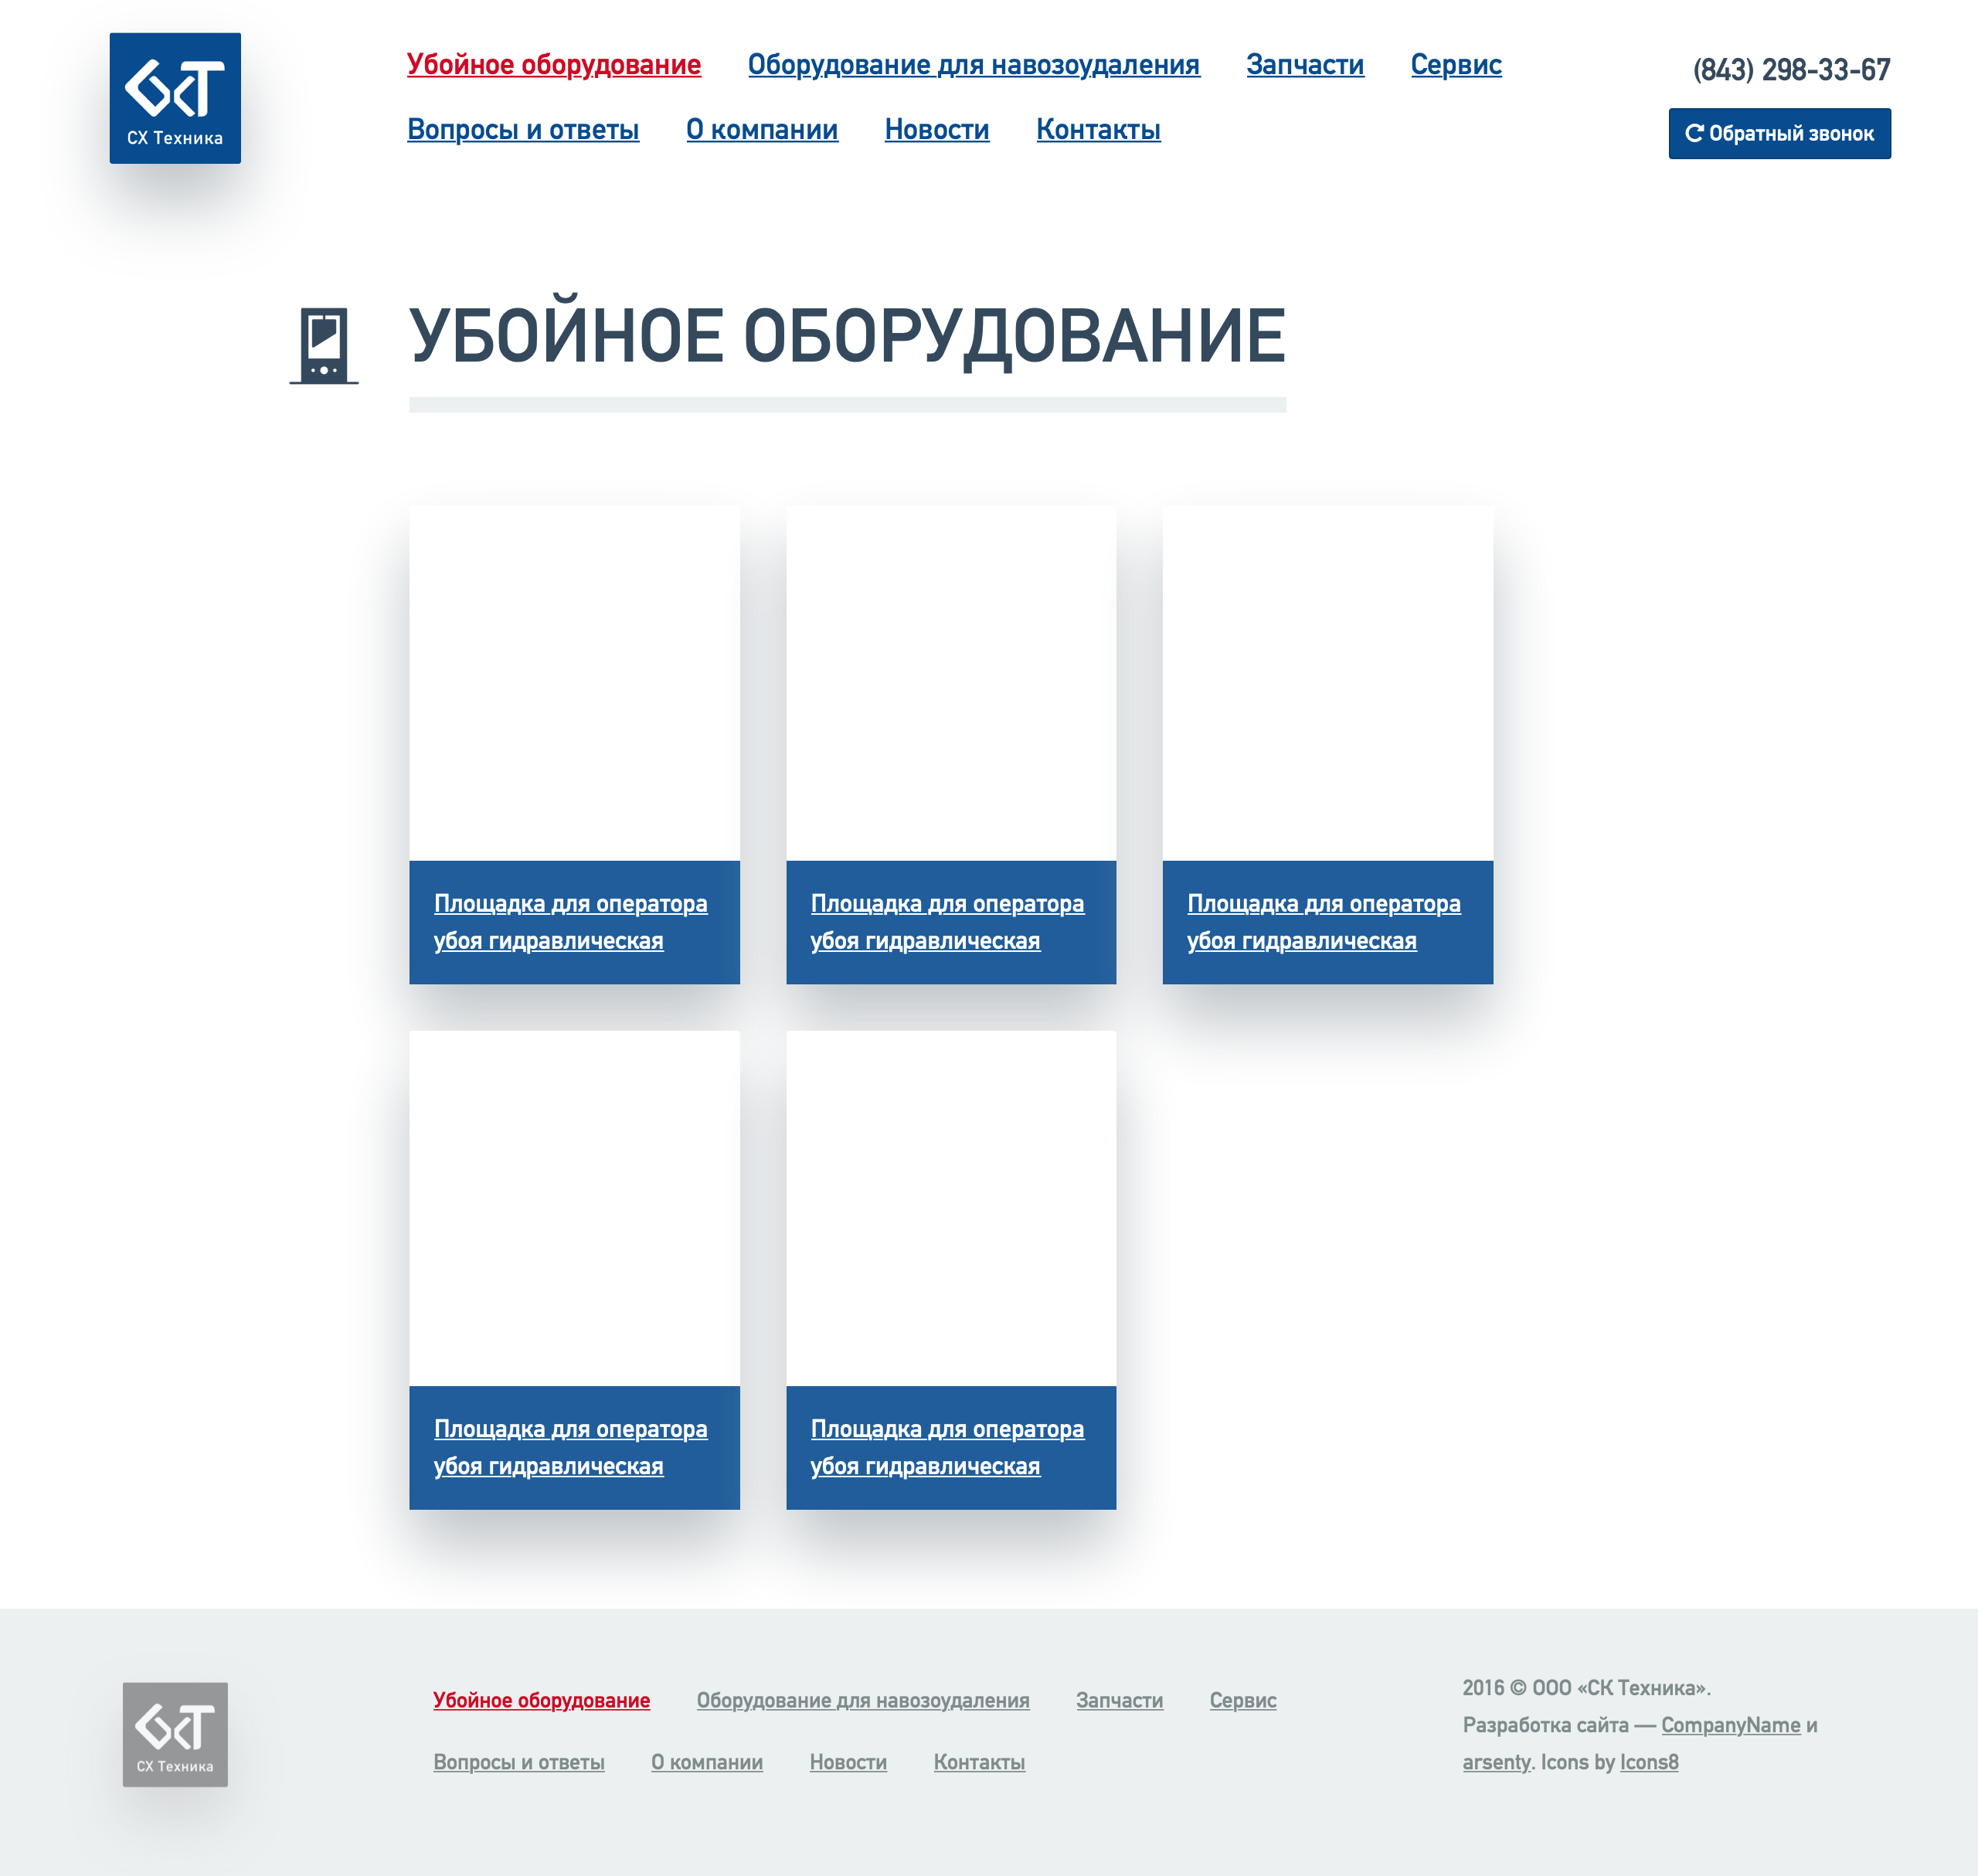 СХ Техника
Убойное оборудование Оборудование для навозоудаления Запчасти Сервис
Вопросы и ответы О компании Новости Контакты
(843) 298-33-67
Обратный звонок
УБОЙНОЕ ОБОРУДОВАНИЕ
Площадка для оператора
убоя гидравлическая
Площадка для оператора
убоя гидравлическая
Площадка для оператора
убоя гидравлическая
Площадка для оператора
убоя гидравлическая
Площадка для оператора
убоя гидравлическая
СХ Техника
Убойное оборудование Оборудование для навозоудаления Запчасти Сервис
Вопросы и ответы О компании Новости Контакты
2016 © ООО «СК Техника».
Разработка сайта — CompanyName и
arsenty. Icons by Icons8